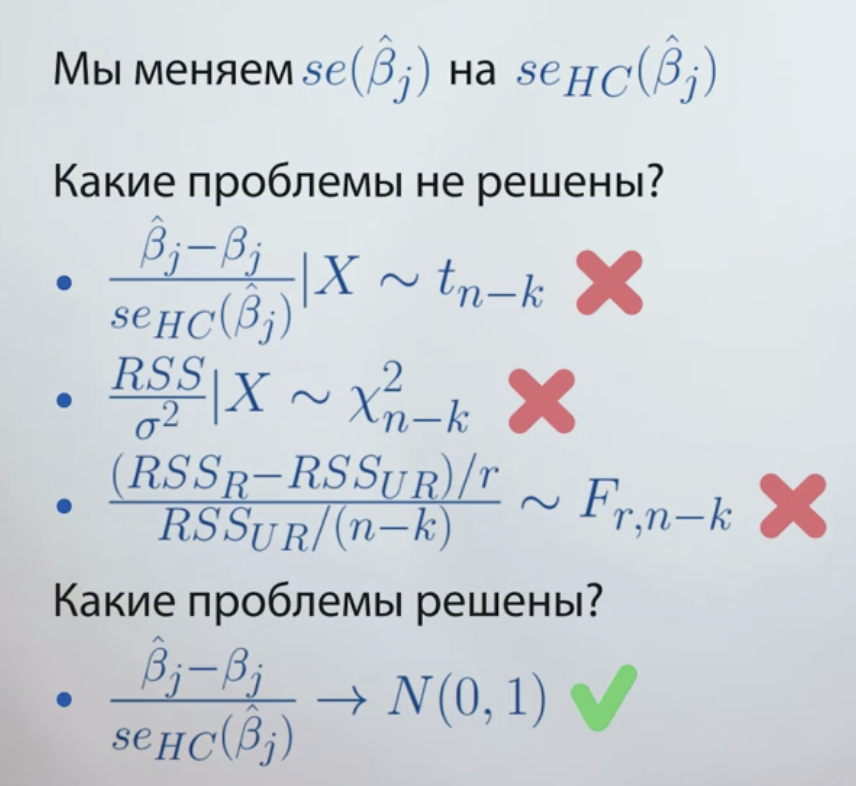 Мы меняем $se(\hat{\beta}_j)$ на $se_{HC}(\hat{\beta}_j)$
Какие проблемы не решены?
• $\frac{\hat{\beta}_j - \beta_j}{se_{HC}(\hat{\beta}_j)} | X \sim t_{n-k}$
• $\frac{RSS}{\sigma^2} | X \sim \chi^2_{n-k}$
• $\frac{(RSS_R - RSS_{UR})/r}{RSS_{UR}/(n-k)} \sim F_{r,n-k}$
Какие проблемы решены?
• $\frac{\hat{\beta}_j - \beta_j}{se_{HC}(\hat{\beta}_j)} \to N(0, 1)$